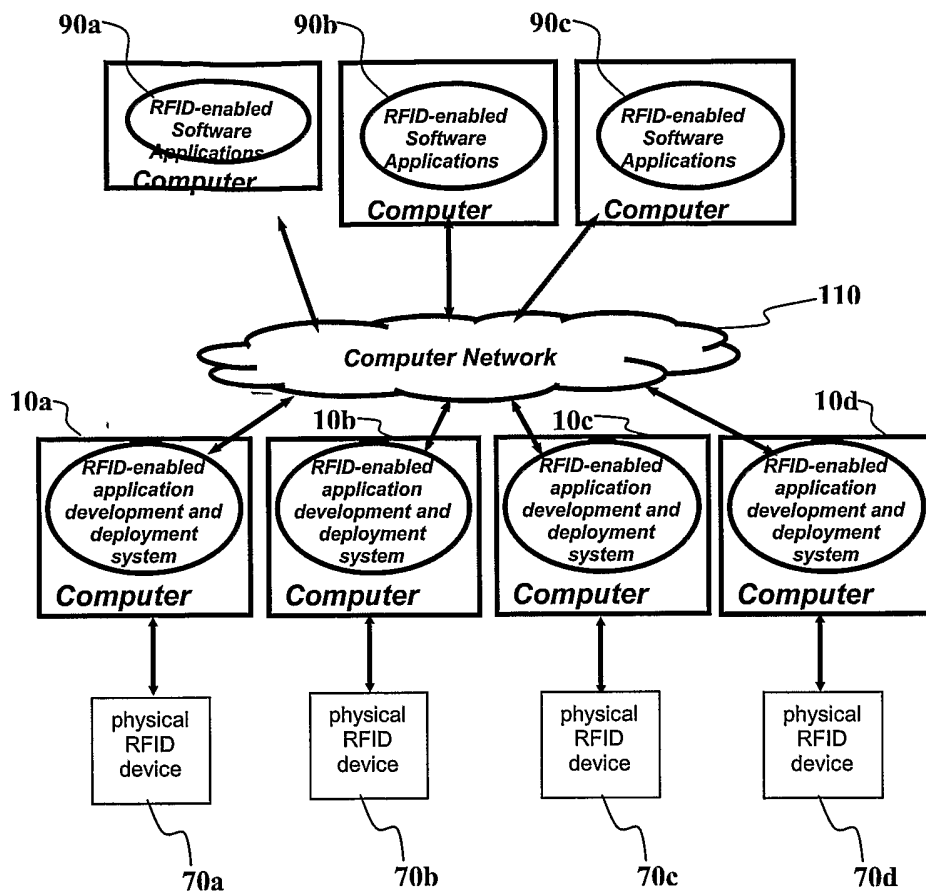 90a
90b
90c
RFID-enabled
Software
Applications
Computer
RFID-enabled
Software
Applications
Computer
RFID-enabled
Software
Applications
Computer
110
Computer Network
10a
10b
10c
10d
RFID-enabled
application
development and
deployment
system
Computer
RFID-enabled
application
development and
deployment
system
Computer
RFID-enabled
application
development and
deployment
system
Computer
RFID-enabled
application
development and
deployment
system
Computer
physical
RFID
device
physical
RFID
device
physical
RFID
device
physical
RFID
device
70a
70b
70c
70d